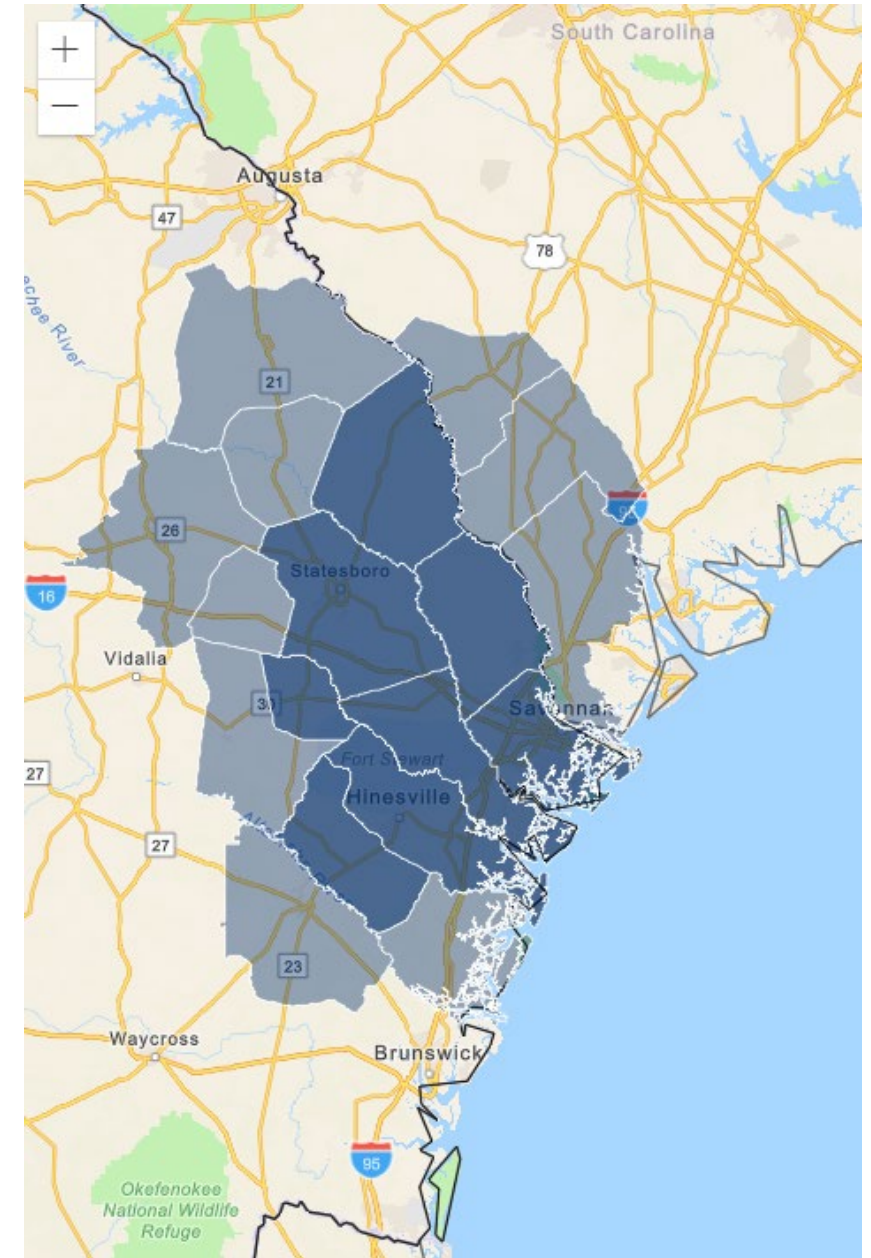 +
South Carolina
−
Augusta
47
78
21
95
26
Statesboro
16
Vidalia
30
Savannah
27
Fort Stewart
Hinesville
27
23
Waycross
Brunswick
95
Okefenokee
National Wildlife
Refuge